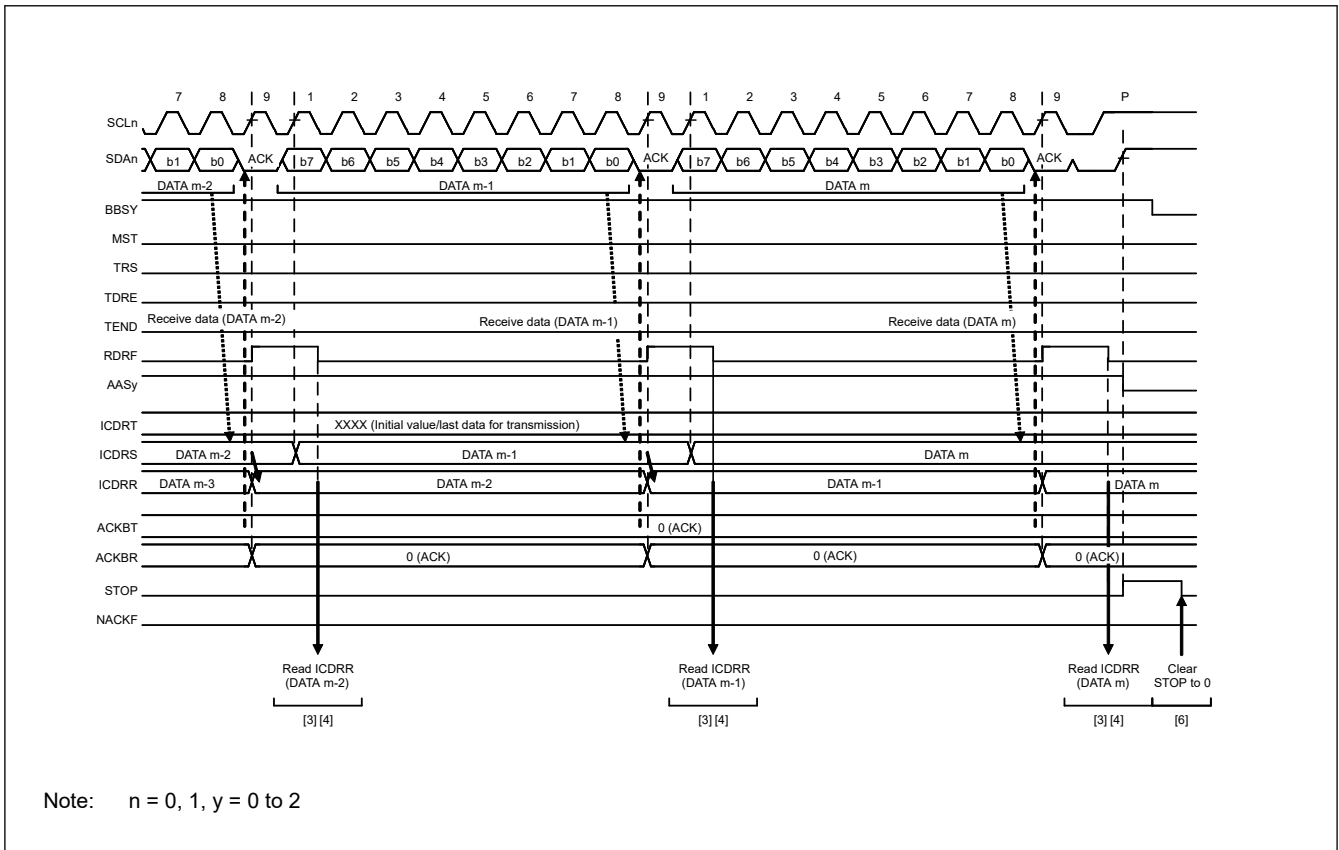 7 8 9 1 2 3 4 5 6 7 8 9 1 2 3 4 5 6 7 8 9 P
SCLn
SDAn b1 b0 ACK b7 b6 b5 b4 b3 b2 b1 b0 ACK b7 b6 b5 b4 b3 b2 b1 b0 ACK
DATA m-2 DATA m-1 DATA m
BBSY
MST
TRS
TDRE
Receive data (DATA m-2) Receive data (DATA m-1) Receive data (DATA m)
TEND
RDRF
AASy
ICDRT XXXX (Initial value/last data for transmission)
ICDRS DATA m-2 DATA m-1 DATA m
ICDRR DATA m-3 DATA m-2 DATA m-1 DATA m
ACKBT 0 (ACK)
ACKBR 0 (ACK) 0 (ACK) 0 (ACK)
STOP
NACKF
Read ICDRR Read ICDRR Read ICDRR Clear
(DATA m-2) (DATA m-1) (DATA m) STOP to 0
[3] [4] [3] [4] [3] [4] [6]
Note: n = 0, 1, y = 0 to 2